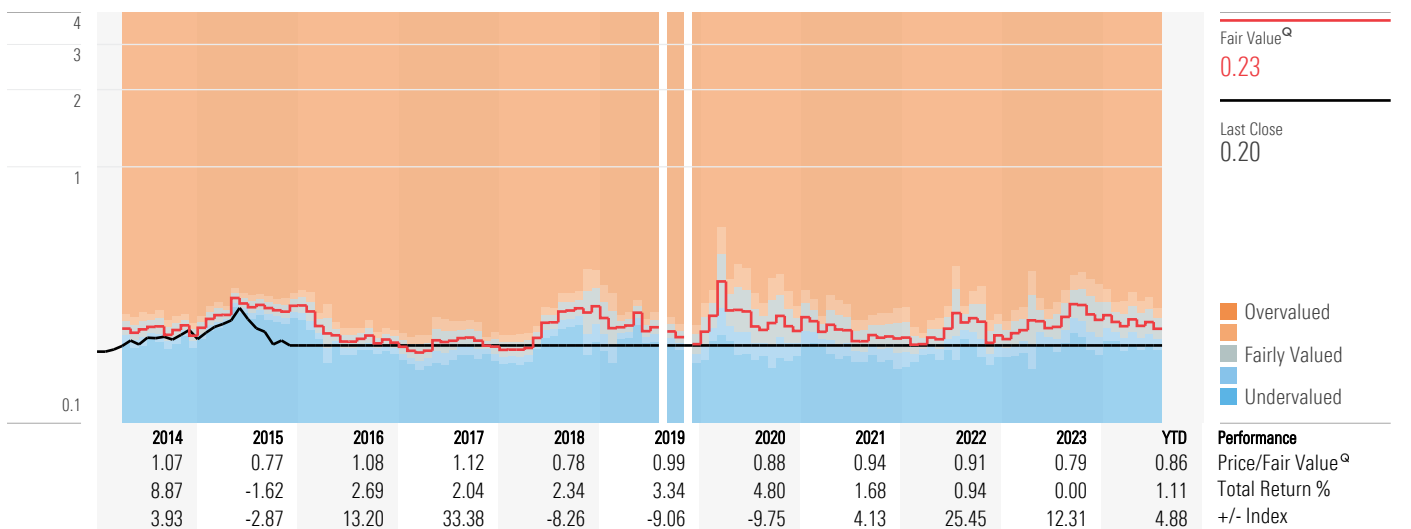 4
3
2
1
0.1
Fair Value Q
0.23
Last Close
0.20
Overvalued
Fairly Valued
Undervalued
2014 2015 2016 2017 2018 2019 2020 2021 2022 2023 YTD Performance
1.07 0.77 1.08 1.12 0.78 0.99 0.88 0.94 0.91 0.79 0.86 Price/Fair Value Q
8.87 -1.62 2.69 2.04 2.34 3.34 4.80 1.68 0.94 0.00 1.11 Total Return %
3.93 -2.87 13.20 33.38 -8.26 -9.06 -9.75 4.13 25.45 12.31 4.88 +/- Index